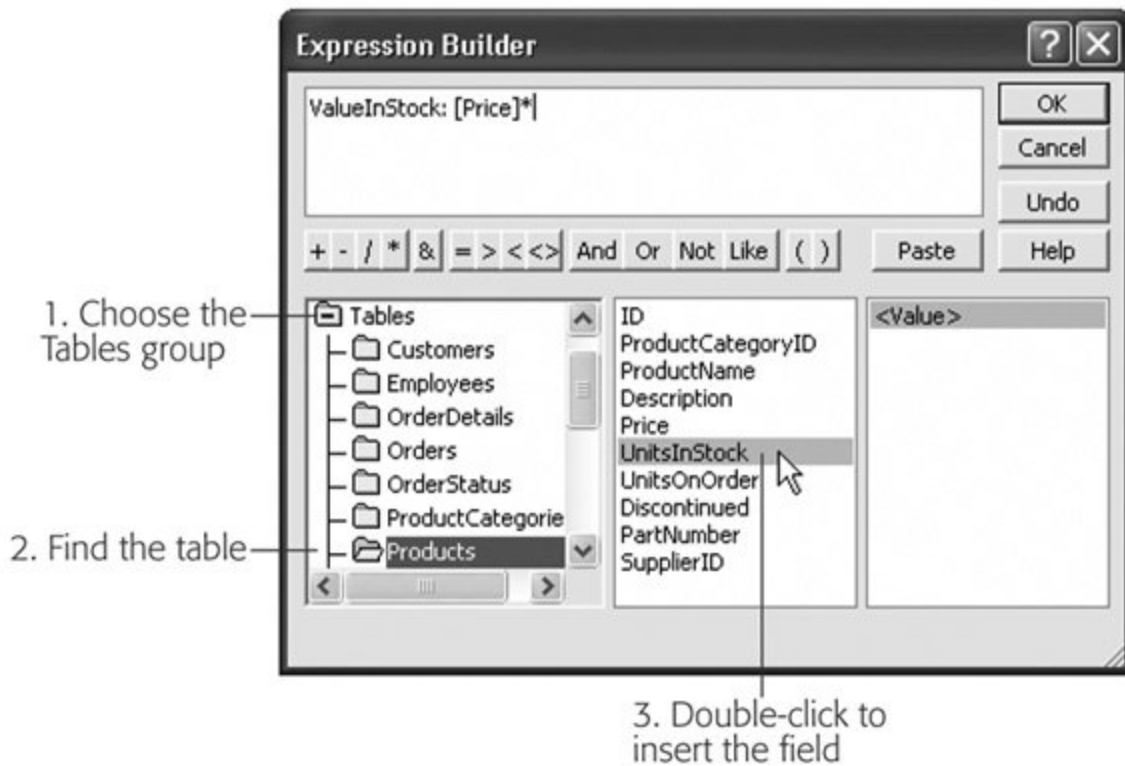 Expression Builder
ValueInStock: [Price]*
OK
Cancel
Undo
+ - / * & = > < <> And Or Not Like ( ) Paste Help
1. Choose the
Tables group
2. Find the table
Tables
Customers
Employees
OrderDetails
Orders
OrderStatus
ProductCategorie
Products
ID
ProductCategoryID
ProductName
Description
Price
UnitsInStock
UnitsOnOrder
Discontinued
PartNumber
SupplierID
<Value>
3. Double-click to
insert the field